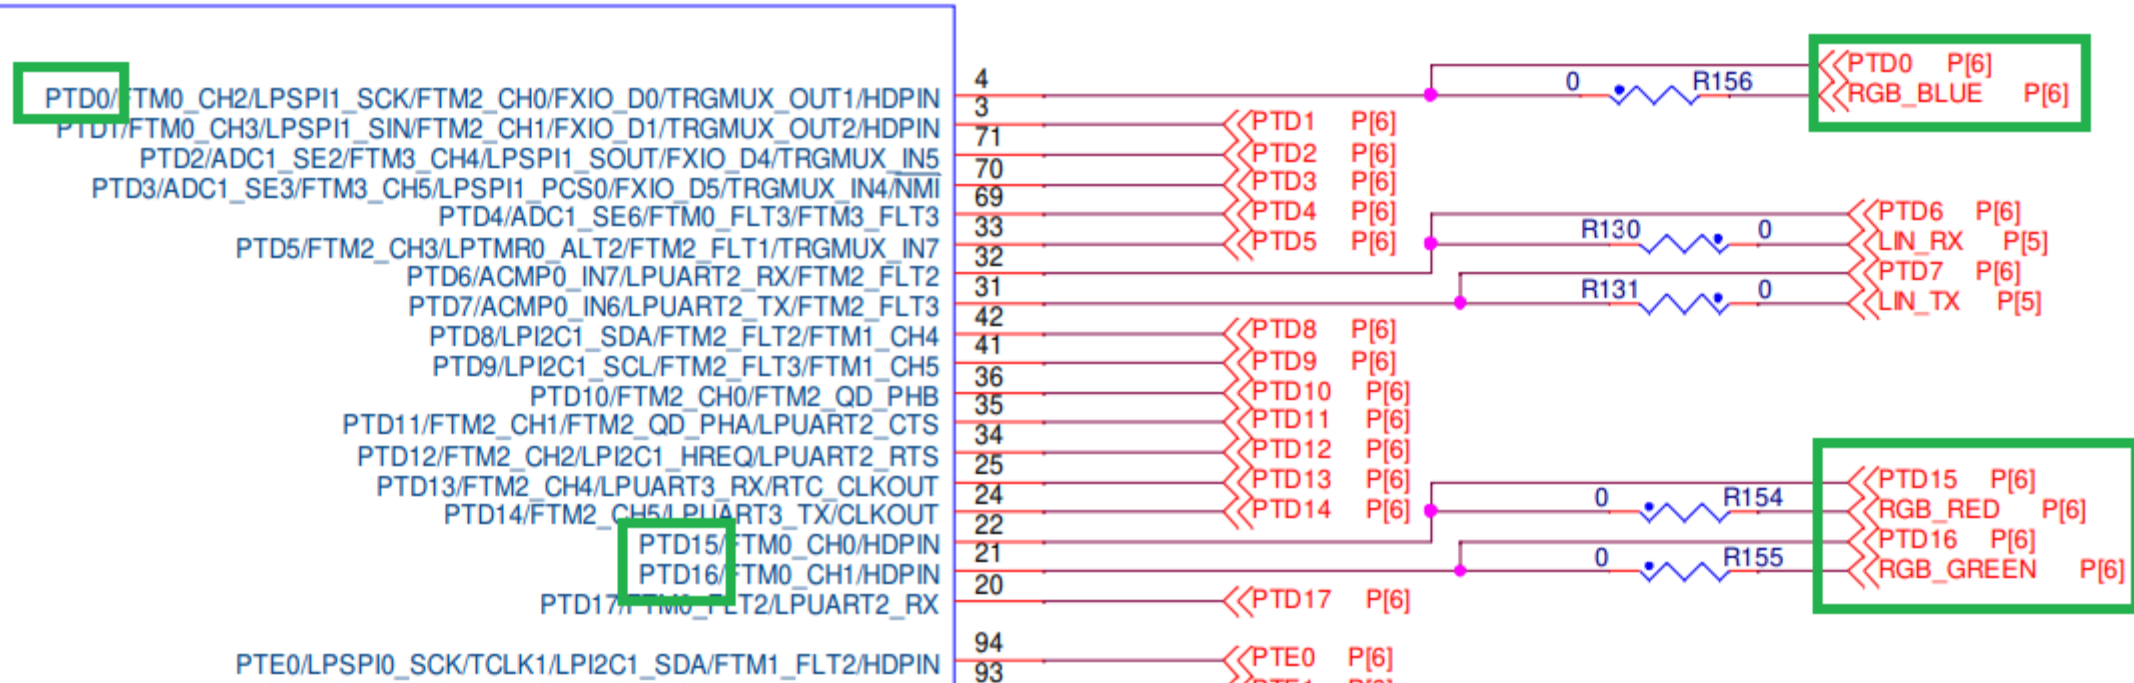 PTD0/FTM0_CH2/LPSPI1_SCK/FTM2_CH0/FXIO_D0/TRGMUX_OUT1/HDPIN 4 0 R156 PTD0 P[6]
RGB_BLUE P[6]
PTD1/FTM0_CH3/LPSPI1_SIN/FTM2_CH1/FXIO_D1/TRGMUX_OUT2/HDPIN 3 PTD1 P[6]
PTD2/ADC1_SE2/FTM3_CH4/LPSPI1_SOUT/FXIO_D4/TRGMUX_IN5 71 PTD2 P[6]
PTD3/ADC1_SE3/FTM3_CH5/LPSPI1_PCS0/FXIO_D5/TRGMUX_IN4/NMI 70 PTD3 P[6]
PTD4/ADC1_SE6/FTM0_FLT3/FTM3_FLT3 69 PTD4 P[6] PTD6 P[6]
PTD5/FTM2_CH3/LPTMR0_ALT2/FTM2_FLT1/TRGMUX_IN7 33 PTD5 P[6] R130 0 LIN_RX P[5]
PTD6/ACMP0_IN7/LPUART2_RX/FTM2_FLT2 32 PTD7 P[6]
PTD7/ACMP0_IN6/LPUART2_TX/FTM2_FLT3 31 R131 0 LIN_TX P[5]
PTD8/LPI2C1_SDA/FTM2_FLT2/FTM1_CH4 42 PTD8 P[6]
PTD9/LPI2C1_SCL/FTM2_FLT3/FTM1_CH5 41 PTD9 P[6]
PTD10/FTM2_CH0/FTM2_QD_PHB 36 PTD10 P[6]
PTD11/FTM2_CH1/FTM2_QD_PHA/LPUART2_CTS 35 PTD11 P[6]
PTD12/FTM2_CH2/LPI2C1_HREQ/LPUART2_RTS 34 PTD12 P[6]
PTD13/FTM2_CH4/LPUART3_RX/RTC_CLKOUT 25 PTD13 P[6] PTD15 P[6]
PTD14/FTM2_CH5/LPUART3_TX/CLKOUT 24 PTD14 P[6] 0 R154 RGB_RED P[6]
PTD15/FTM0_CH0/HDPIN 22 PTD16 P[6]
PTD16/FTM0_CH1/HDPIN 21 0 R155 RGB_GREEN P[6]
PTD17/FTM0_FLT2/LPUART2_RX 20 PTD17 P[6]
PTE0/LPSPI0_SCK/TCLK1/LPI2C1_SDA/FTM1_FLT2/HDPIN 94 PTE0 P[6]
93